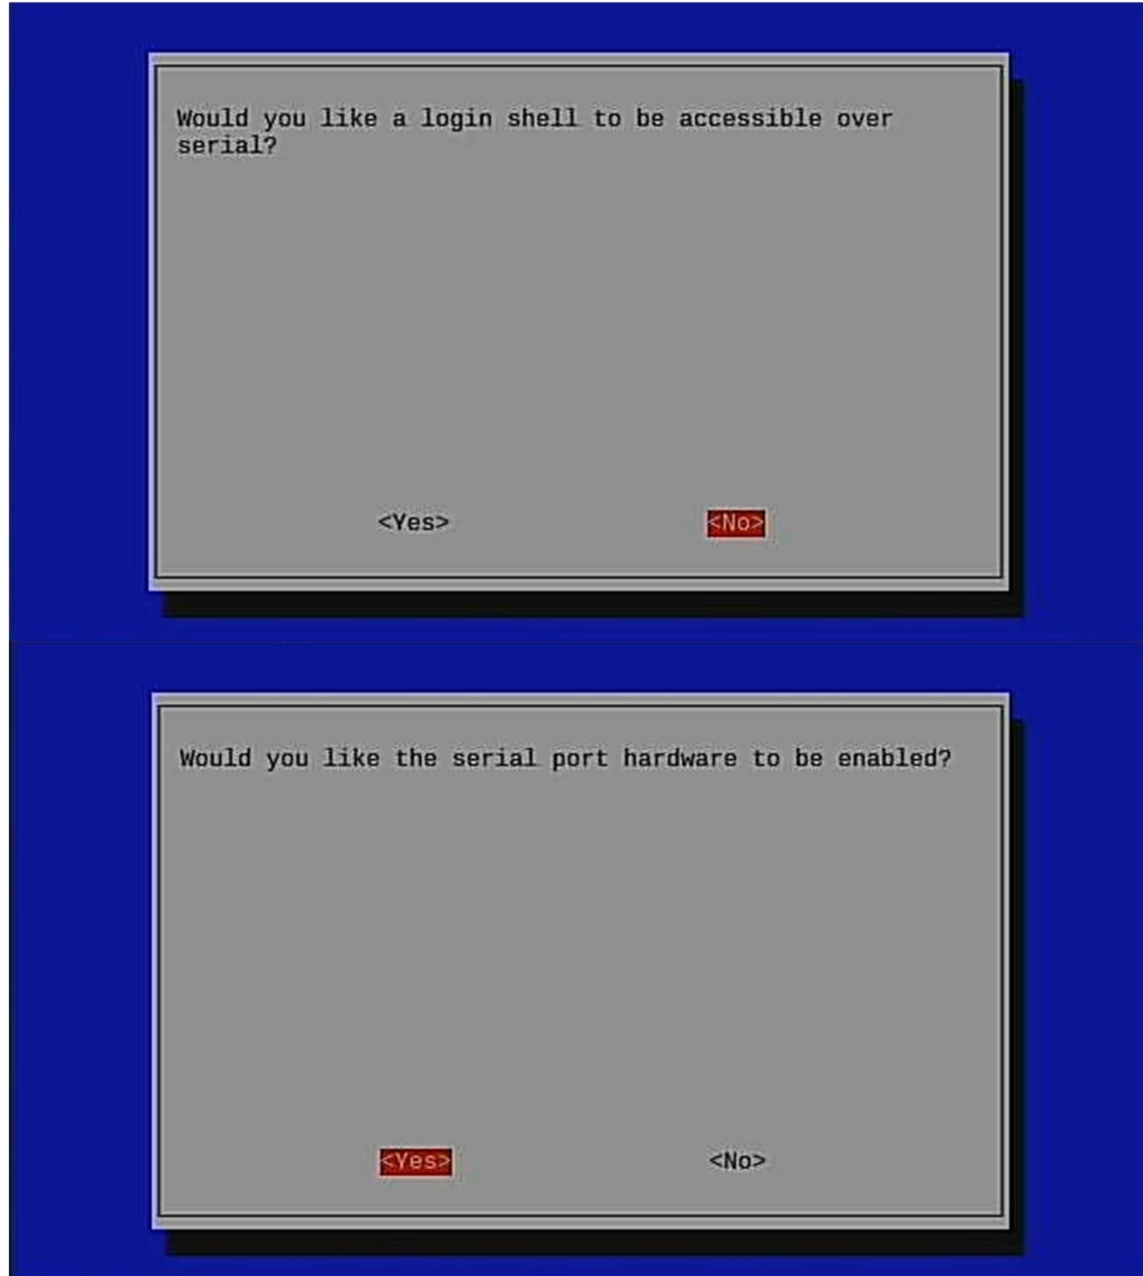 Would you like a login shell to be accessible over
serial?
<Yes> <No>
Would you like the serial port hardware to be enabled?
<Yes> <No>